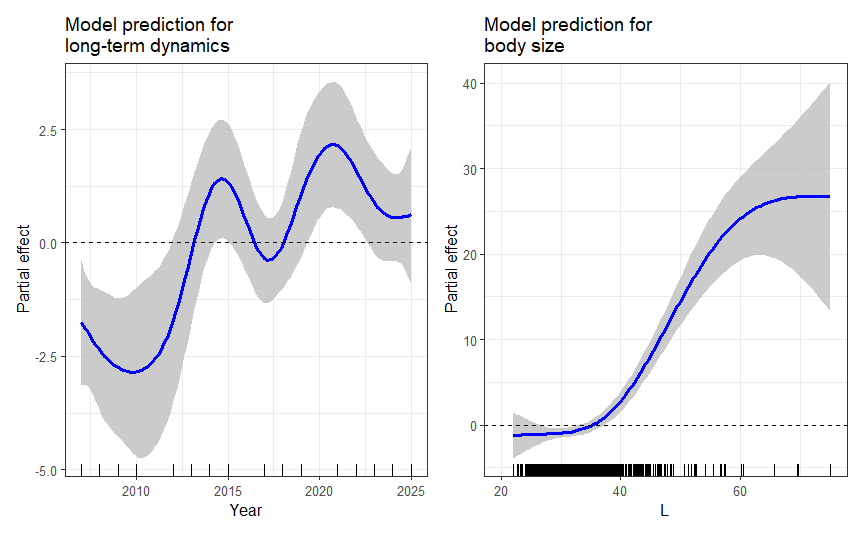 Model prediction for
long-term dynamics
Partial effect
2.5
0.0
-2.5
-5.0
2010 2015 2020 2025
Year
Model prediction for
body size
Partial effect
40
30
20
10
0
20 40 60
L